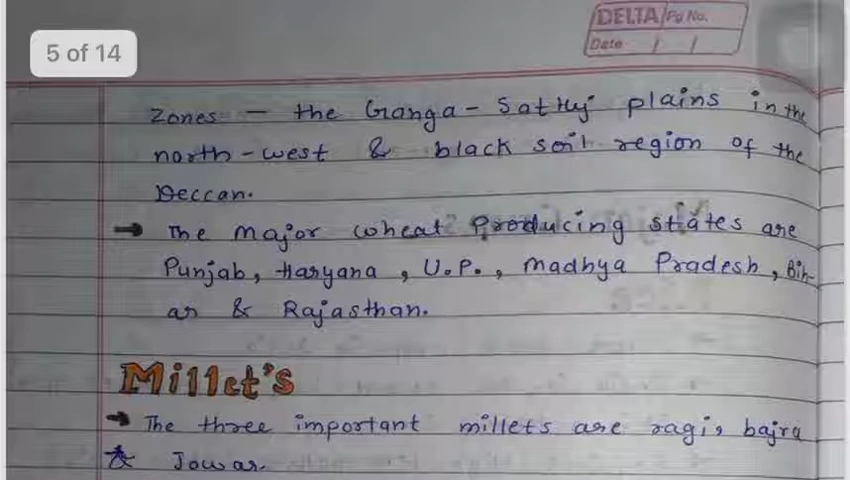 DELTA Pg No.
Date / /
5 of 14
Zones - the Ganga - Satluj plains in the
north - west & black soil region of the
Deccan.
→ The major wheat Producing states are
Punjab, Haryana, U.P., Madhya Pradesh, Bih-
ar & Rajasthan.
Millet's
→ The three important millets are ragi, bajra
& Jowar.